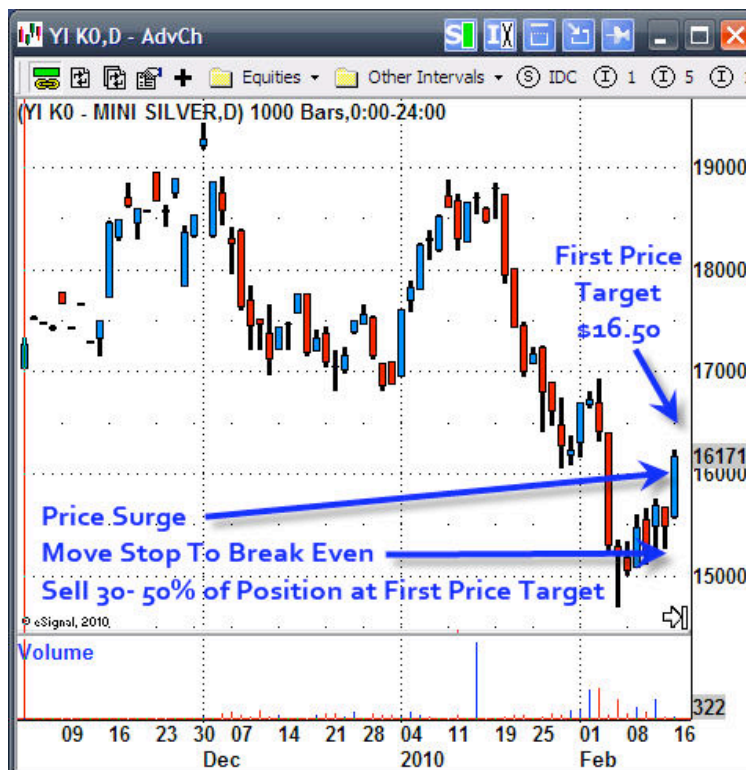 YI K0,D - AdvCh
Equities Other Intervals S IDC I 1 I 5 I
(YI K0 - MINI SILVER,D) 1000 Bars,0:00-24:00
19000
First Price
Target
$16.50
18000
17000
16171
16000
Price Surge
Move Stop To Break Even
Sell 30- 50% of Position at First Price Target
15000
© eSignal, 2010
Volume
322
09 16 23 30 07 14 21 28 04 11 19 25 01 08 16
Dec 2010 Feb